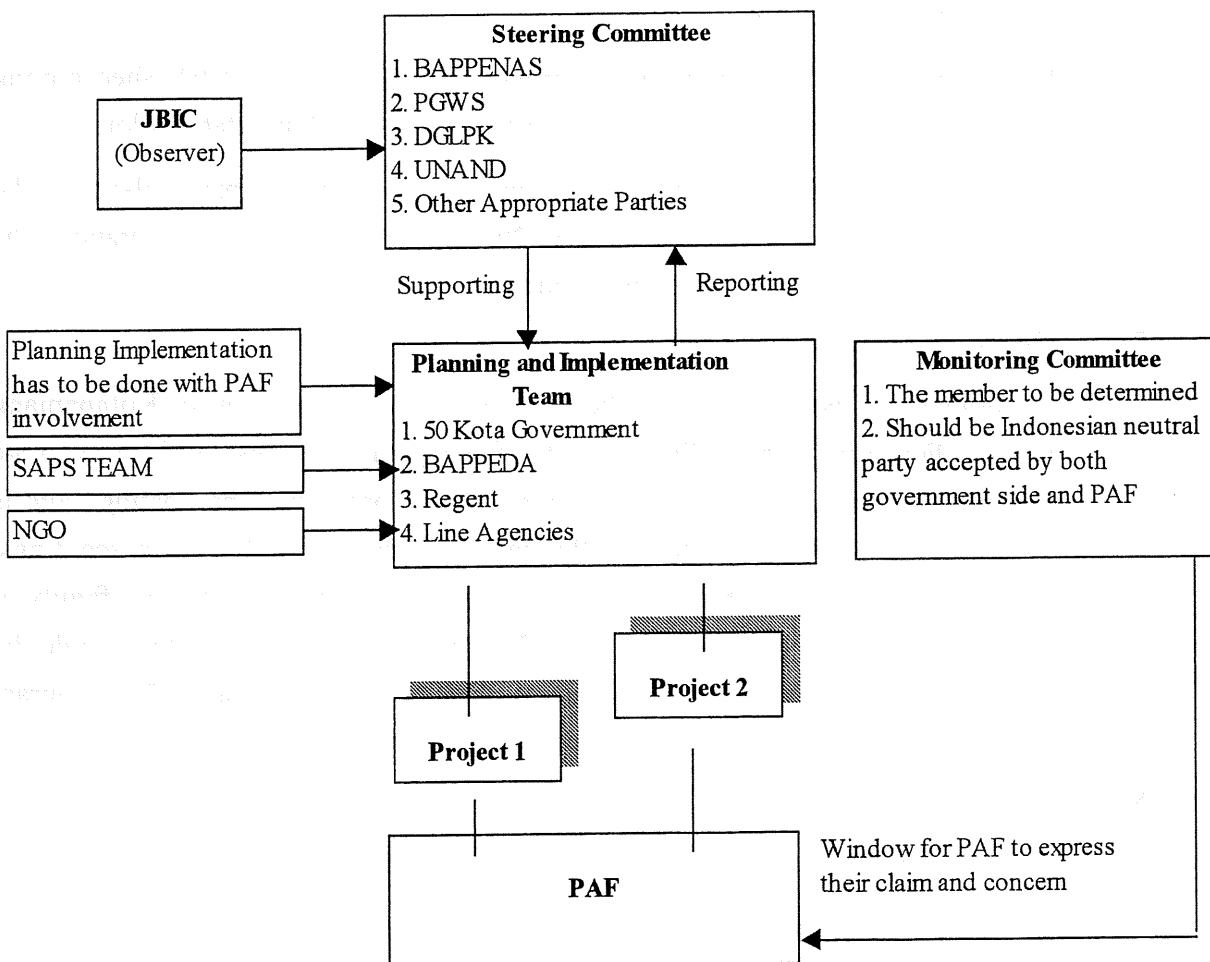 Steering Committee
1. BAPPENAS
2. PGWS
3. DGLPK
4. UNAND
5. Other Appropriate Parties
JBIC
(Observer)
Supporting
Reporting
Planning Implementation
has to be done with PAF
involvement
SAPS TEAM
NGO
Planning and Implementation
Team
1. 50 Kota Government
2. BAPPEDA
3. Regent
4. Line Agencies
Monitoring Committee
1. The member to be determined
2. Should be Indonesian neutral
party accepted by both
government side and PAF
Project 2
Project 1
Window for PAF to express
their claim and concern
PAF